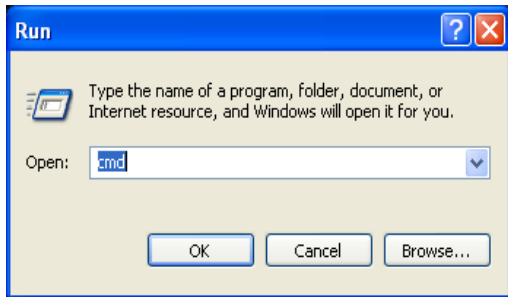 Run
Type the name of a program, folder, document, or
Internet resource, and Windows will open it for you.
Open: cmd
OK Cancel Browse...